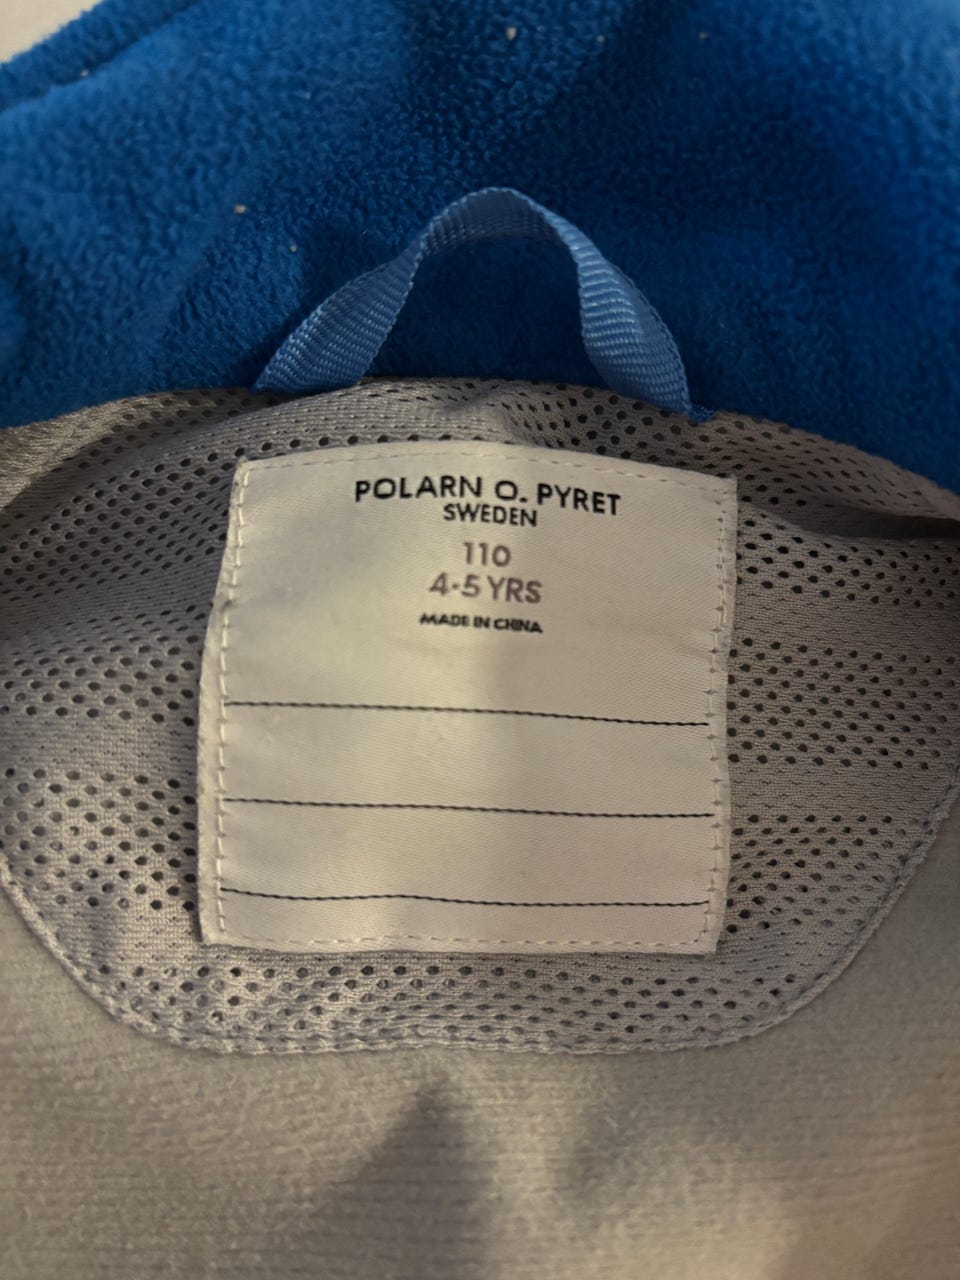 POLARN O. PYRET
SWEDEN
110
4-5 YRS
MADE IN CHINA